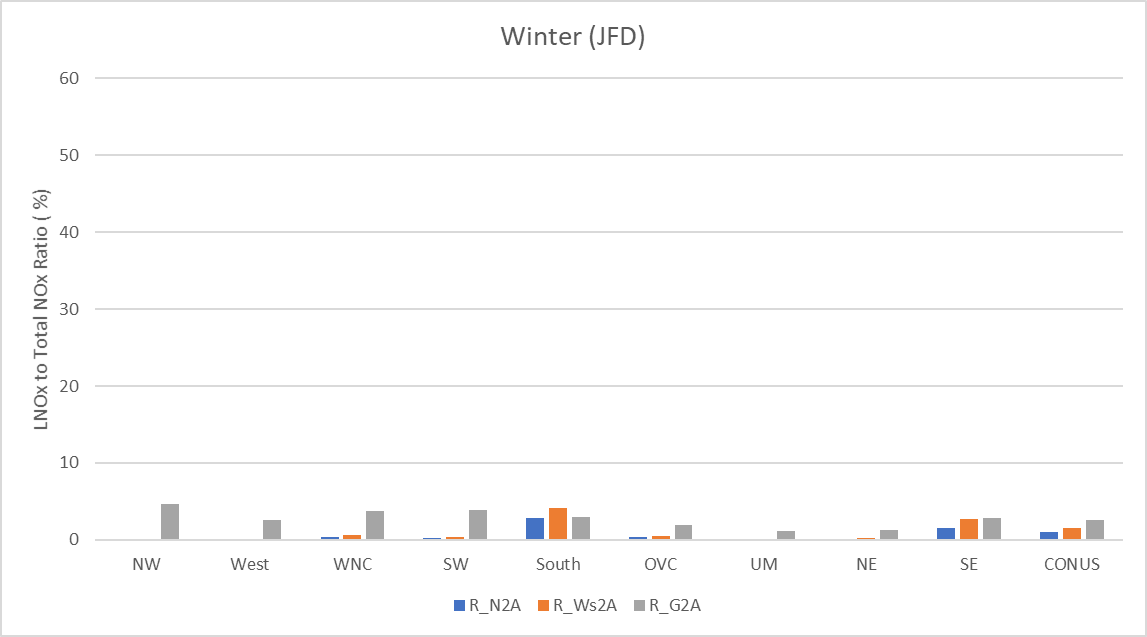 Winter (JFD)
LNOx to Total NOx Ratio ( %)
60
50
40
30
20
10
0
NW West WNC SW South OVC UM NE SE CONUS
R_N2A R_Ws2A R_G2A